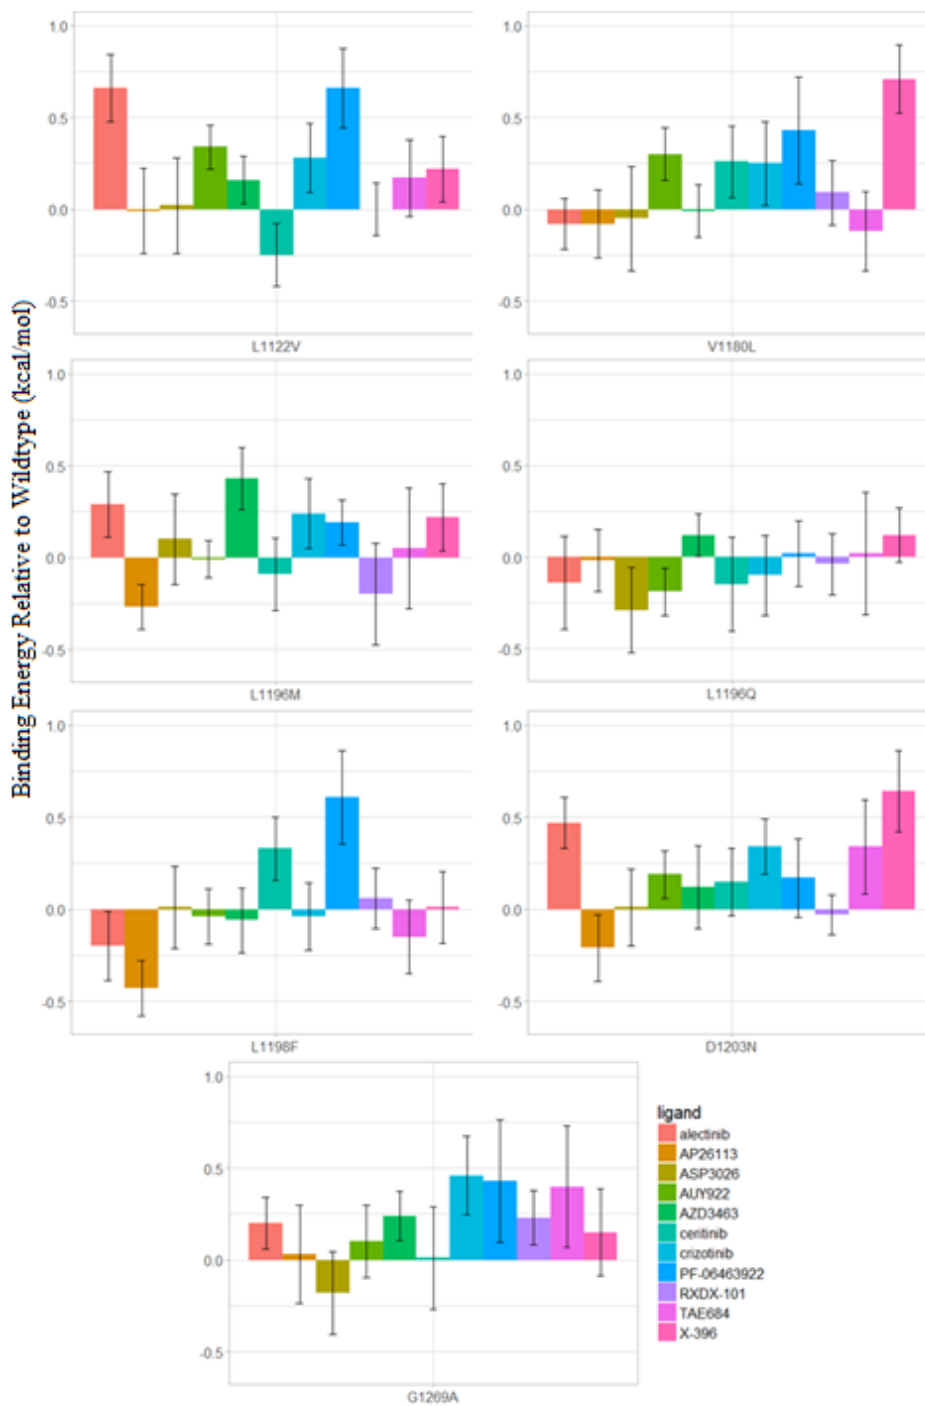 Binding Energy Relative to Wildtype (kcal/mol)
1.0
0.5
0.0
-0.5
L1122V
1.0
0.5
0.0
-0.5
V1180L
1.0
0.5
0.0
-0.5
L1196M
1.0
0.5
0.0
-0.5
L1196Q
1.0
0.5
0.0
-0.5
L1198F
1.0
0.5
0.0
-0.5
D1203N
1.0
0.5
0.0
-0.5
G1269A
ligand
alectinib
AP26113
ASP3026
AUY922
AZD3463
ceritinib
crizotinib
PF-06463922
RXDX-101
TAE684
X-396